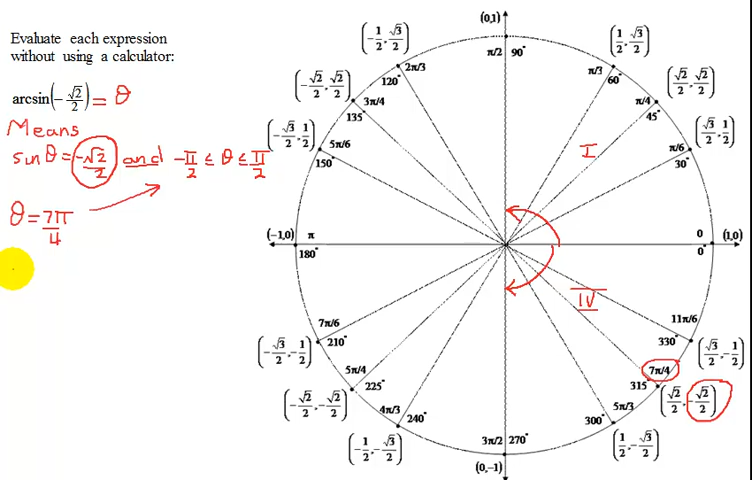 Evaluate each expression
without using a calculator:
arcsin(-√2/2) = θ
Means
sin θ = -√2/2 and -π/2 ≤ θ ≤ π/2
θ = 7π/4
(0,1)
π/2 90°
(-1/2, √3/2)
2π/3
120°
(-√2/2, √2/2)
3π/4
135
(-√3/2, 1/2)
5π/6
150°
(1/2, √3/2)
π/3
60°
(√2/2, √2/2)
π/4
45°
(√3/2, 1/2)
π/6
30°
I
(-1,0) π
180°
0 (1,0)
0°
IV
7π/6
210°
(-√3/2, -1/2)
5π/4
225°
(-√2/2, -√2/2)
4π/3
240°
(-1/2, -√3/2)
3π/2 270°
(0,-1)
11π/6
330°
(√3/2, -1/2)
7π/4
315
(√2/2, -√2/2)
5π/3
300°
(1/2, -√3/2)